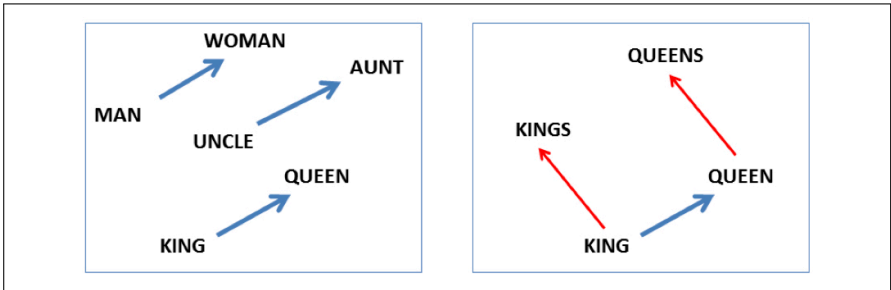 WOMAN
AUNT
MAN
UNCLE
QUEEN
KING
QUEENS
KINGS
QUEEN
KING